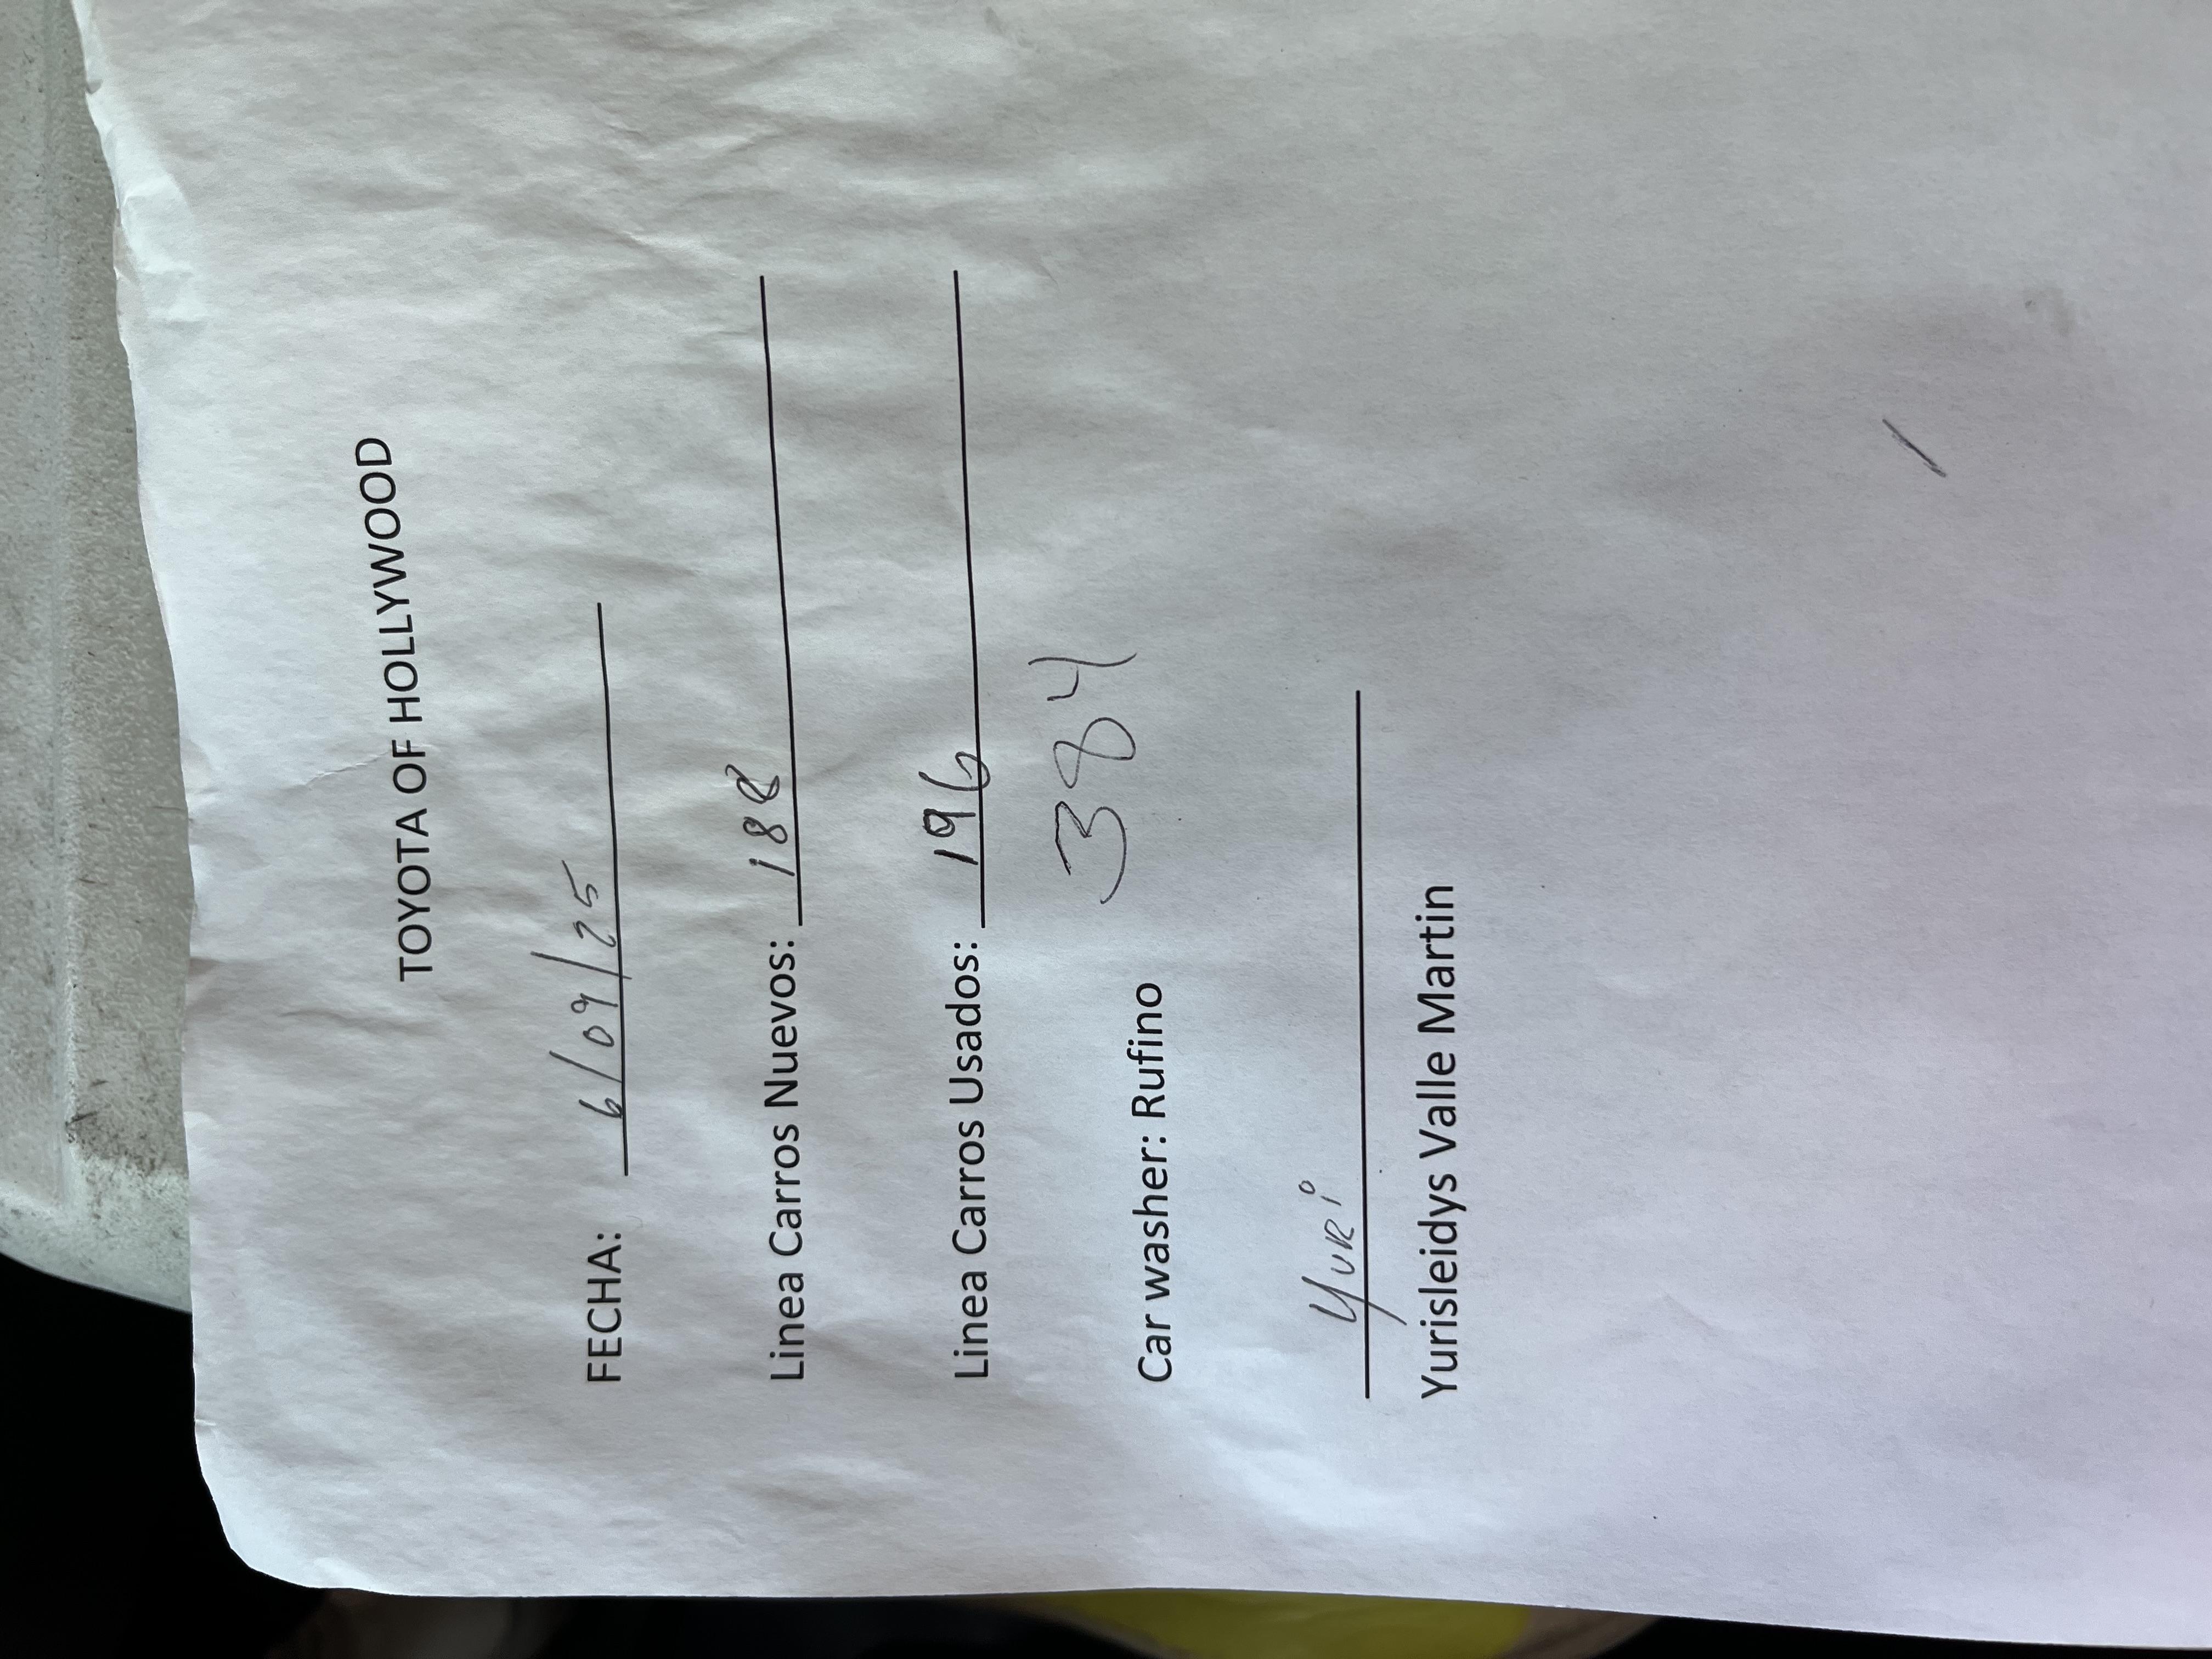 TOYOTA OF HOLLYWOOD
FECHA: 6/09/25
Linea Carros Nuevos: 188
Linea Carros Usados: 196
384
Car washer: Rufino
Yuri
Yurisleidys Valle Martin